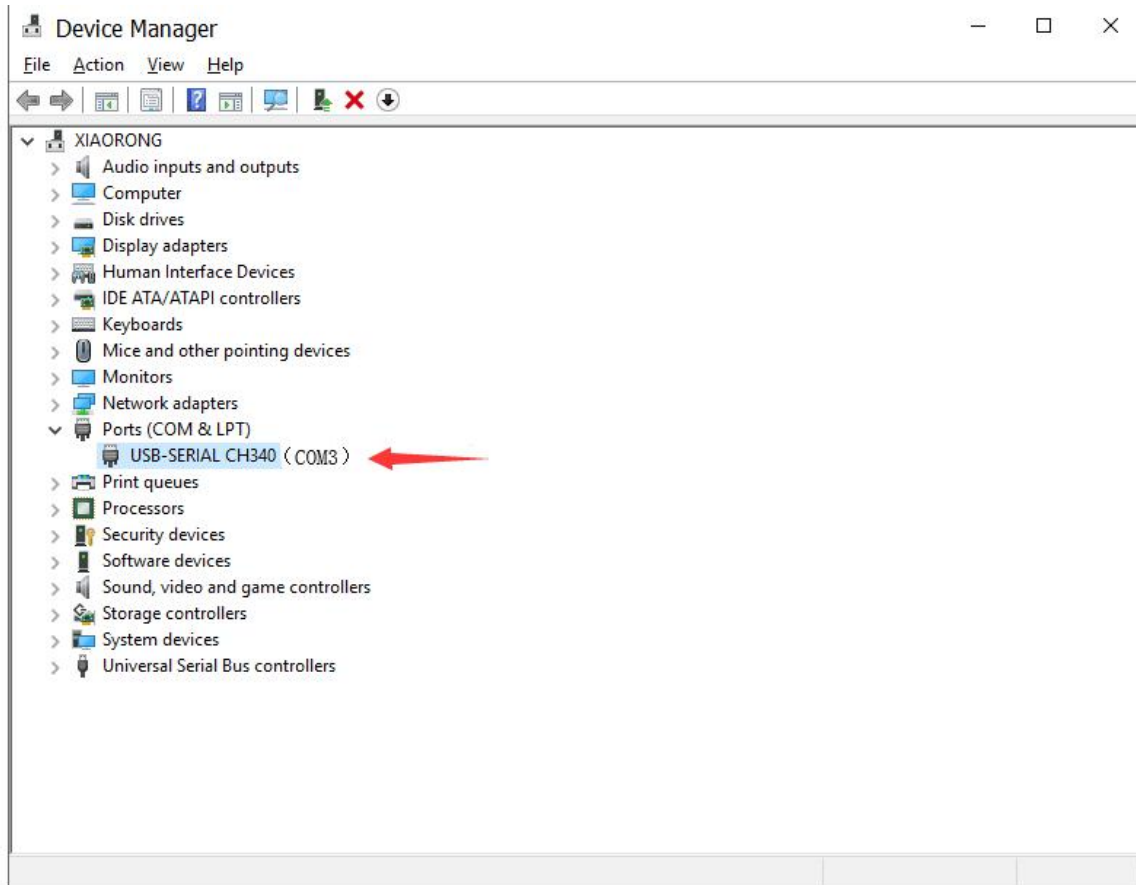 Device Manager
File Action View Help
XIAORONG
Audio inputs and outputs
Computer
Disk drives
Display adapters
Human Interface Devices
IDE ATA/ATAPI controllers
Keyboards
Mice and other pointing devices
Monitors
Network adapters
Ports (COM & LPT)
USB-SERIAL CH340（COM3）
Print queues
Processors
Security devices
Software devices
Sound, video and game controllers
Storage controllers
System devices
Universal Serial Bus controllers